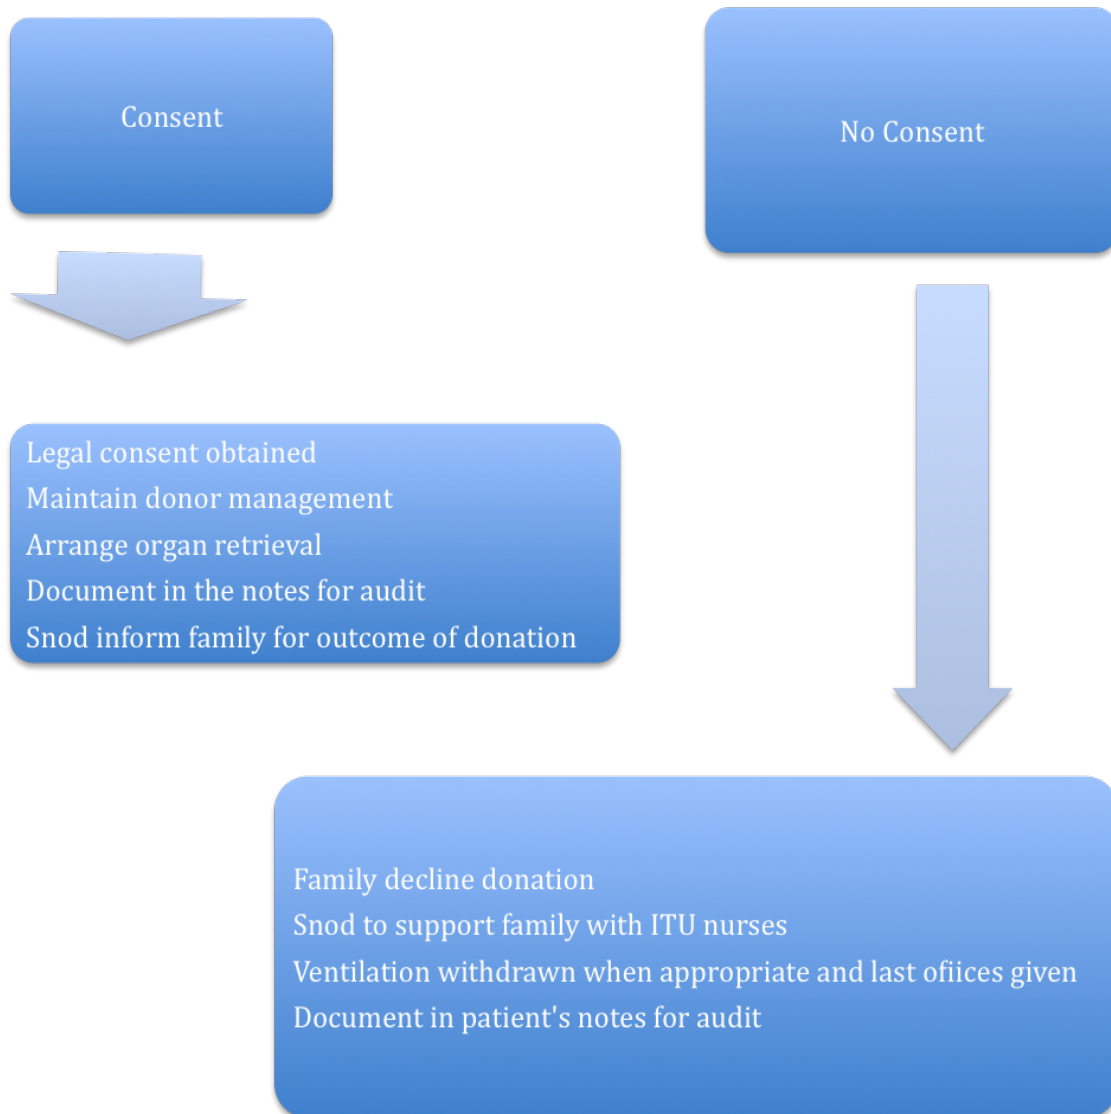 Consent
No Consent
Legal consent obtained
Maintain donor management
Arrange organ retrieval
Document in the notes for audit
Snod inform family for outcome of donation
Family decline donation
Snod to support family with ITU nurses
Ventilation withdrawn when appropriate and last ofiices given
Document in patient's notes for audit